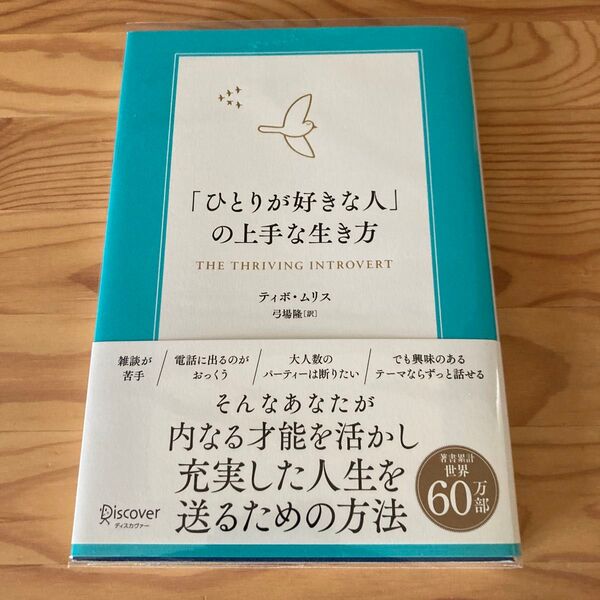 「ひとりが好きな人」
の上手な生き方
THE THRIVING INTROVERT
ティボ・ムリス
弓場隆[訳]
雑談が
苦手
電話に出るのが
おっくう
大人数の
パーティーは断りたい
でも興味のある
テーマならずっと話せる
そんなあなたが
内なる才能を活かし
充実した人生を
送るための方法
著書累計
世界
60万部
Discover
ディスカヴァー